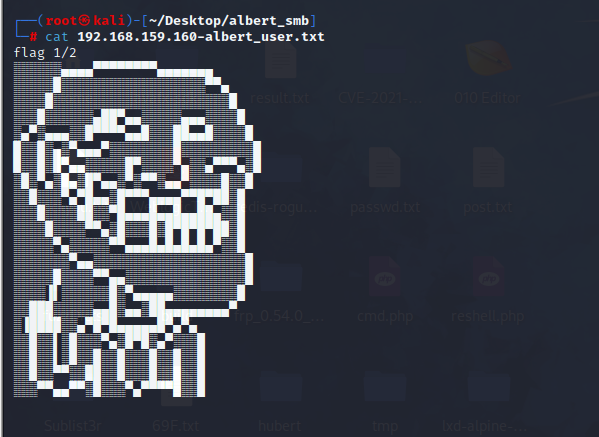 (root㉿kali)-[~/Desktop/albert_smb]
# cat 192.168.159.160-albert_user.txt
flag 1/2
result.txt CVE-2021-... 010 Editor
passwd.txt post.txt
cmd.php reshell.php
frp_0.54.0_...
Sublist3r 69F.txt hubert tmp lxd-alpine-...